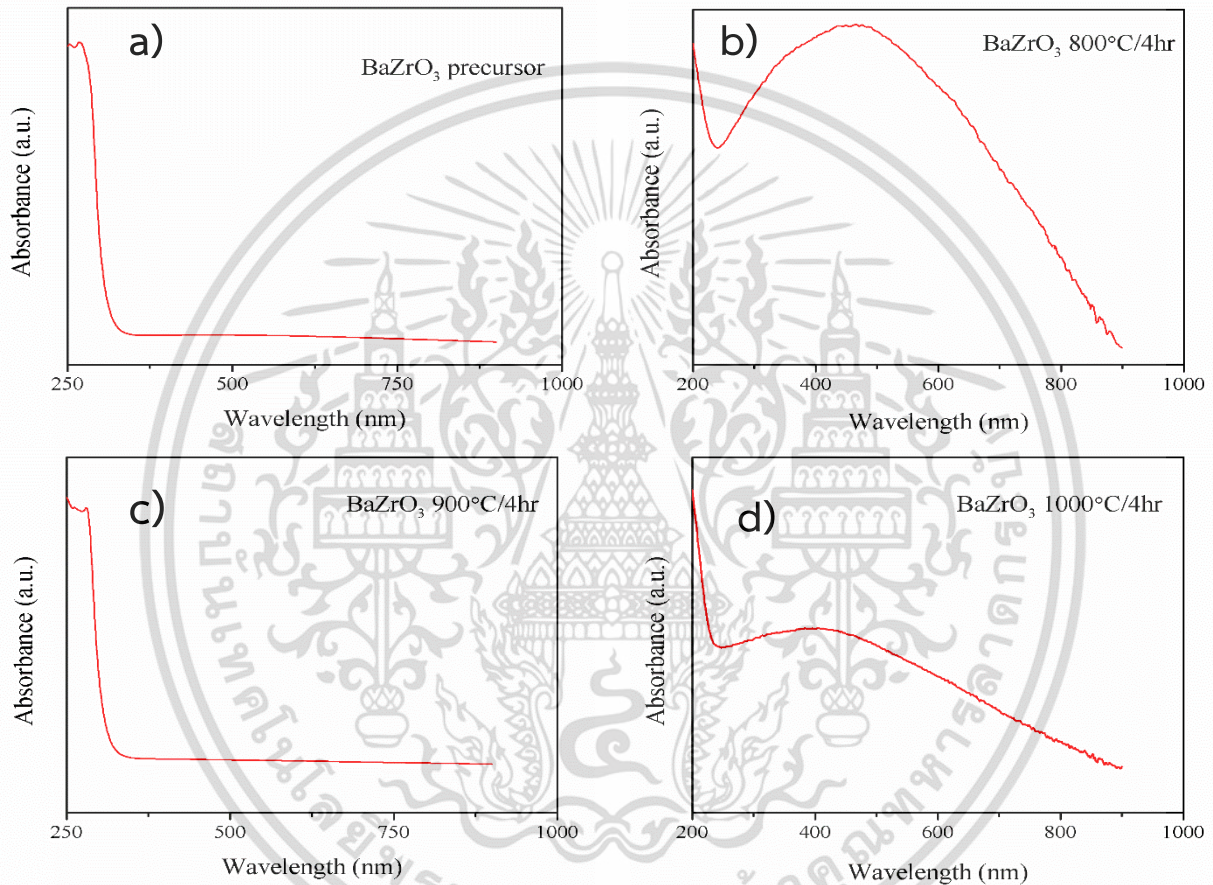 a)
BaZrO₃ precursor
Absorbance (a.u.)
250 500 750 1000
Wavelength (nm)
b)
BaZrO₃ 800°C/4hr
Absorbance (a.u.)
200 400 600 800 1000
Wavelength (nm)
c)
BaZrO₃ 900°C/4hr
Absorbance (a.u.)
250 500 750 1000
Wavelength (nm)
d)
BaZrO₃ 1000°C/4hr
Absorbance (a.u.)
200 400 600 800 1000
Wavelength (nm)